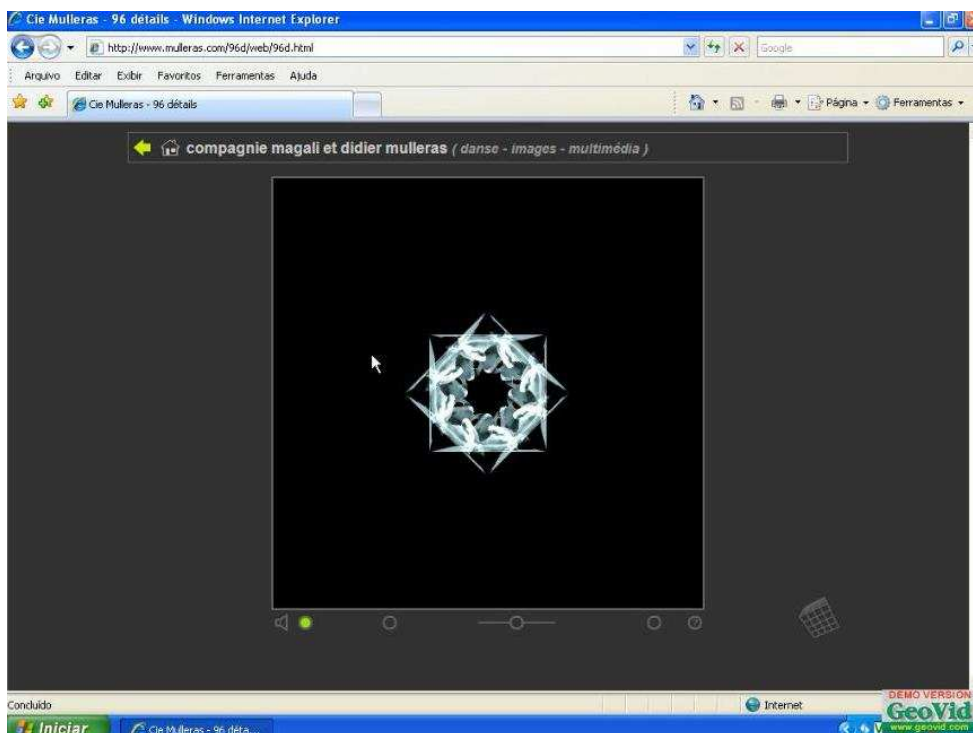 Cie Mulleras - 96 détails - Windows Internet Explorer
http://www.mulleras.com/96d/web/96d.html
Google
Arquivo Editar Exibir Favoritos Ferramentas Ajuda
Cie Mulleras - 96 détails
Página Ferramentas
compagnie magali et didier mulleras ( danse - images - multimédia )
Concluído
Internet
DEMO VERSION
GeoVid
www.geovid.com
Iniciar
Cie Mulleras - 96 déta...